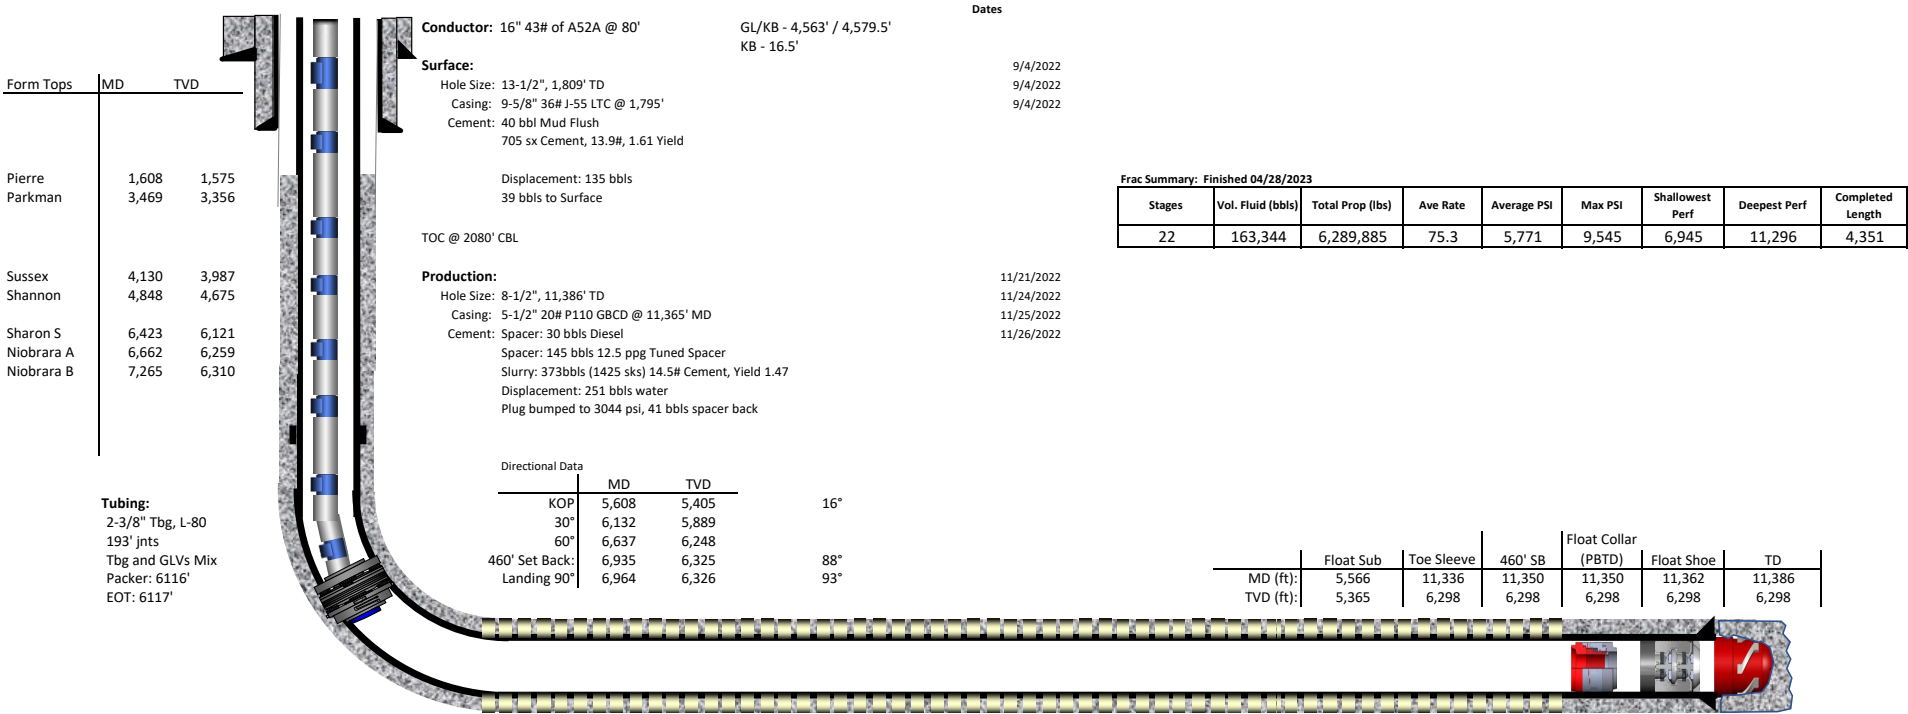 Dates
Conductor: 16" 43# of A52A @ 80' GL/KB - 4,563' / 4,579.5'
KB - 16.5'
Surface: 9/4/2022
Hole Size: 13-1/2", 1,809' TD 9/4/2022
Casing: 9-5/8" 36# J-55 LTC @ 1,795' 9/4/2022
Cement: 40 bbl Mud Flush
705 sx Cement, 13.9#, 1.61 Yield
Displacement: 135 bbls
39 bbls to Surface
TOC @ 2080' CBL
Production: 11/21/2022
Hole Size: 8-1/2", 11,386' TD 11/24/2022
Casing: 5-1/2" 20# P110 GBCD @ 11,365' MD 11/25/2022
Cement: Spacer: 30 bbls Diesel 11/26/2022
Spacer: 145 bbls 12.5 ppg Tuned Spacer
Slurry: 373bbls (1425 sks) 14.5# Cement, Yield 1.47
Displacement: 251 bbls water
Plug bumped to 3044 psi, 41 bbls spacer back
Form Tops MD TVD
Pierre 1,608 1,575
Parkman 3,469 3,356
Sussex 4,130 3,987
Shannon 4,848 4,675
Sharon S 6,423 6,121
Niobrara A 6,662 6,259
Niobrara B 7,265 6,310
Frac Summary: Finished 04/28/2023
Stages Vol. Fluid (bbls) Total Prop (lbs) Ave Rate Average PSI Max PSI Shallowest Perf Deepest Perf Completed Length
22 163,344 6,289,885 75.3 5,771 9,545 6,945 11,296 4,351
Directional Data
MD TVD
KOP 5,608 5,405 16°
30° 6,132 5,889
60° 6,637 6,248
460' Set Back: 6,935 6,325 88°
Landing 90° 6,964 6,326 93°
Tubing:
2-3/8" Tbg, L-80
193' jnts
Tbg and GLVs Mix
Packer: 6116'
EOT: 6117'
Float Sub Toe Sleeve 460' SB Float Collar (PBTD) Float Shoe TD
MD (ft): 5,566 11,336 11,350 11,350 11,362 11,386
TVD (ft): 5,365 6,298 6,298 6,298 6,298 6,298